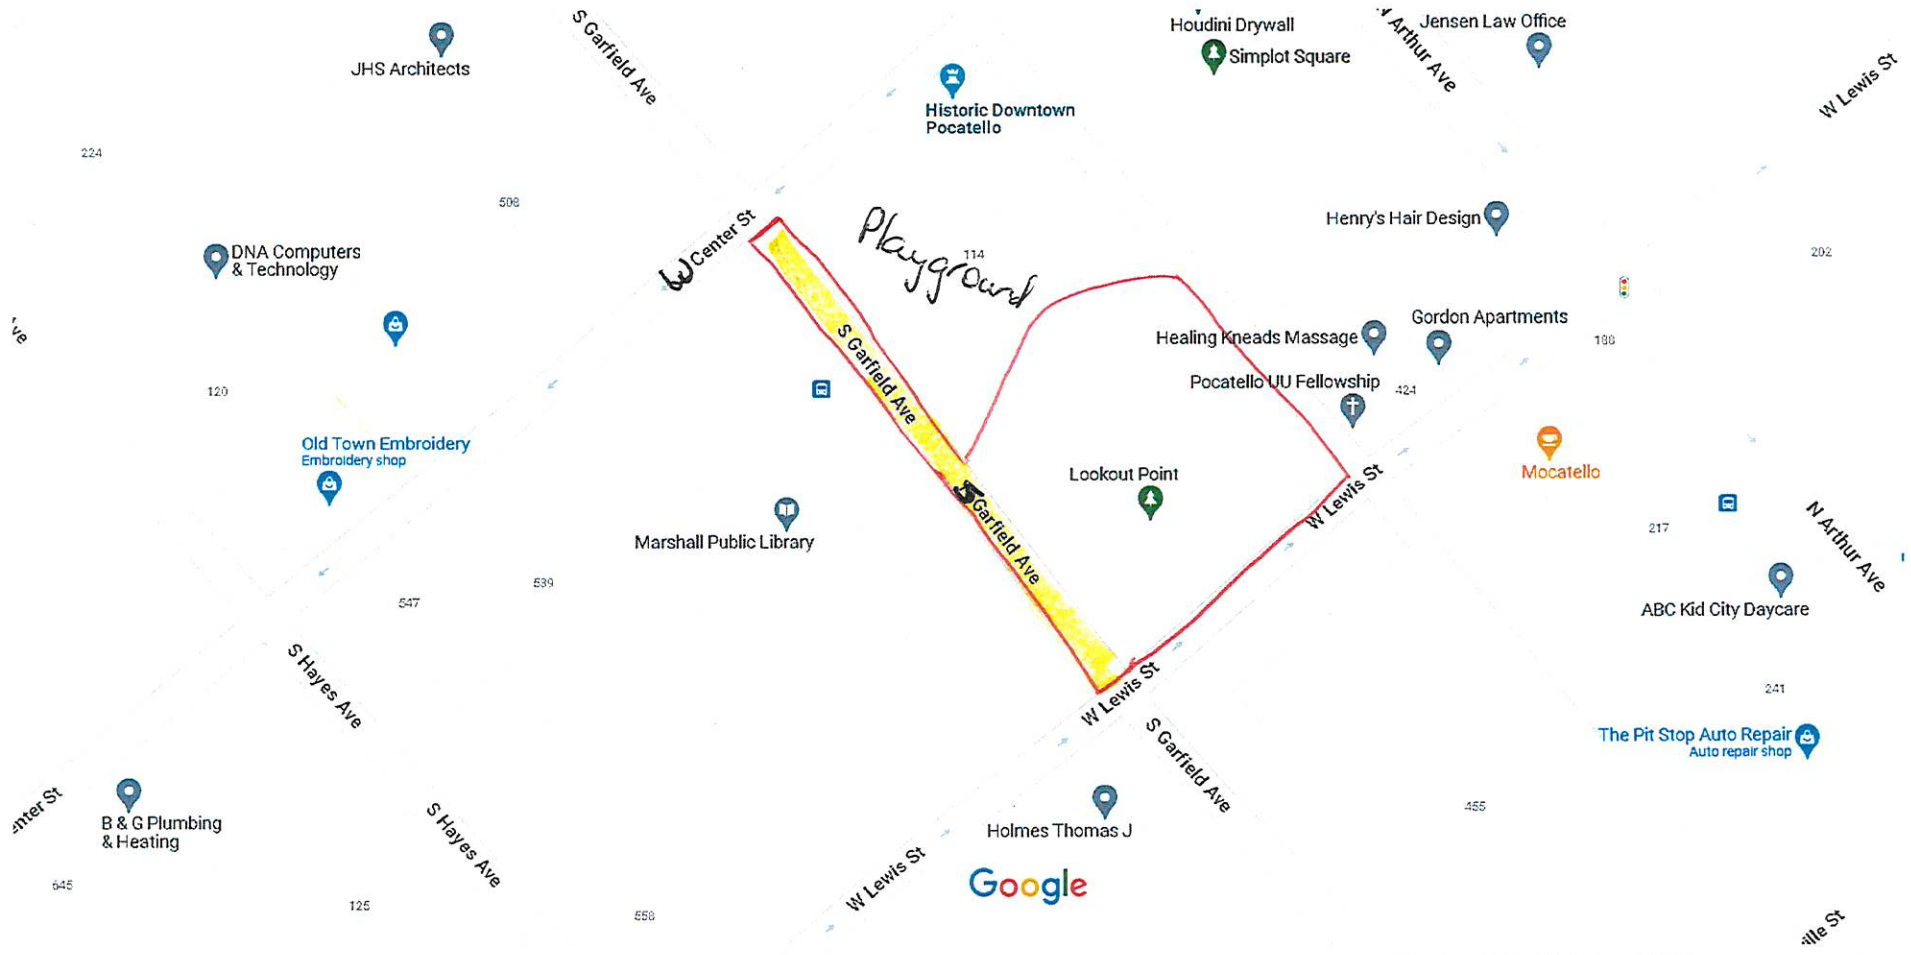 S Garfield Ave
JHS Architects
Houdini Drywall
Simplot Square
Arthur Ave
Jensen Law Office
W Lewis St
Historic Downtown
Pocatello
224
508
W Center St
Playground
114
Henry's Hair Design
202
DNA Computers
& Technology
S Garfield Ave
Healing Kneads Massage
Gordon Apartments
188
Pocatello UU Fellowship
424
120
Old Town Embroidery
Embroidery shop
Lookout Point
Mocatello
W Lewis St
S Garfield Ave
Marshall Public Library
217
N Arthur Ave
539
547
ABC Kid City Daycare
S Hayes Ave
W Lewis St
241
S Garfield Ave
The Pit Stop Auto Repair
Auto repair shop
enter St
B & G Plumbing
& Heating
S Hayes Ave
Holmes Thomas J
455
W Lewis St
Google
645
125
558
ille St